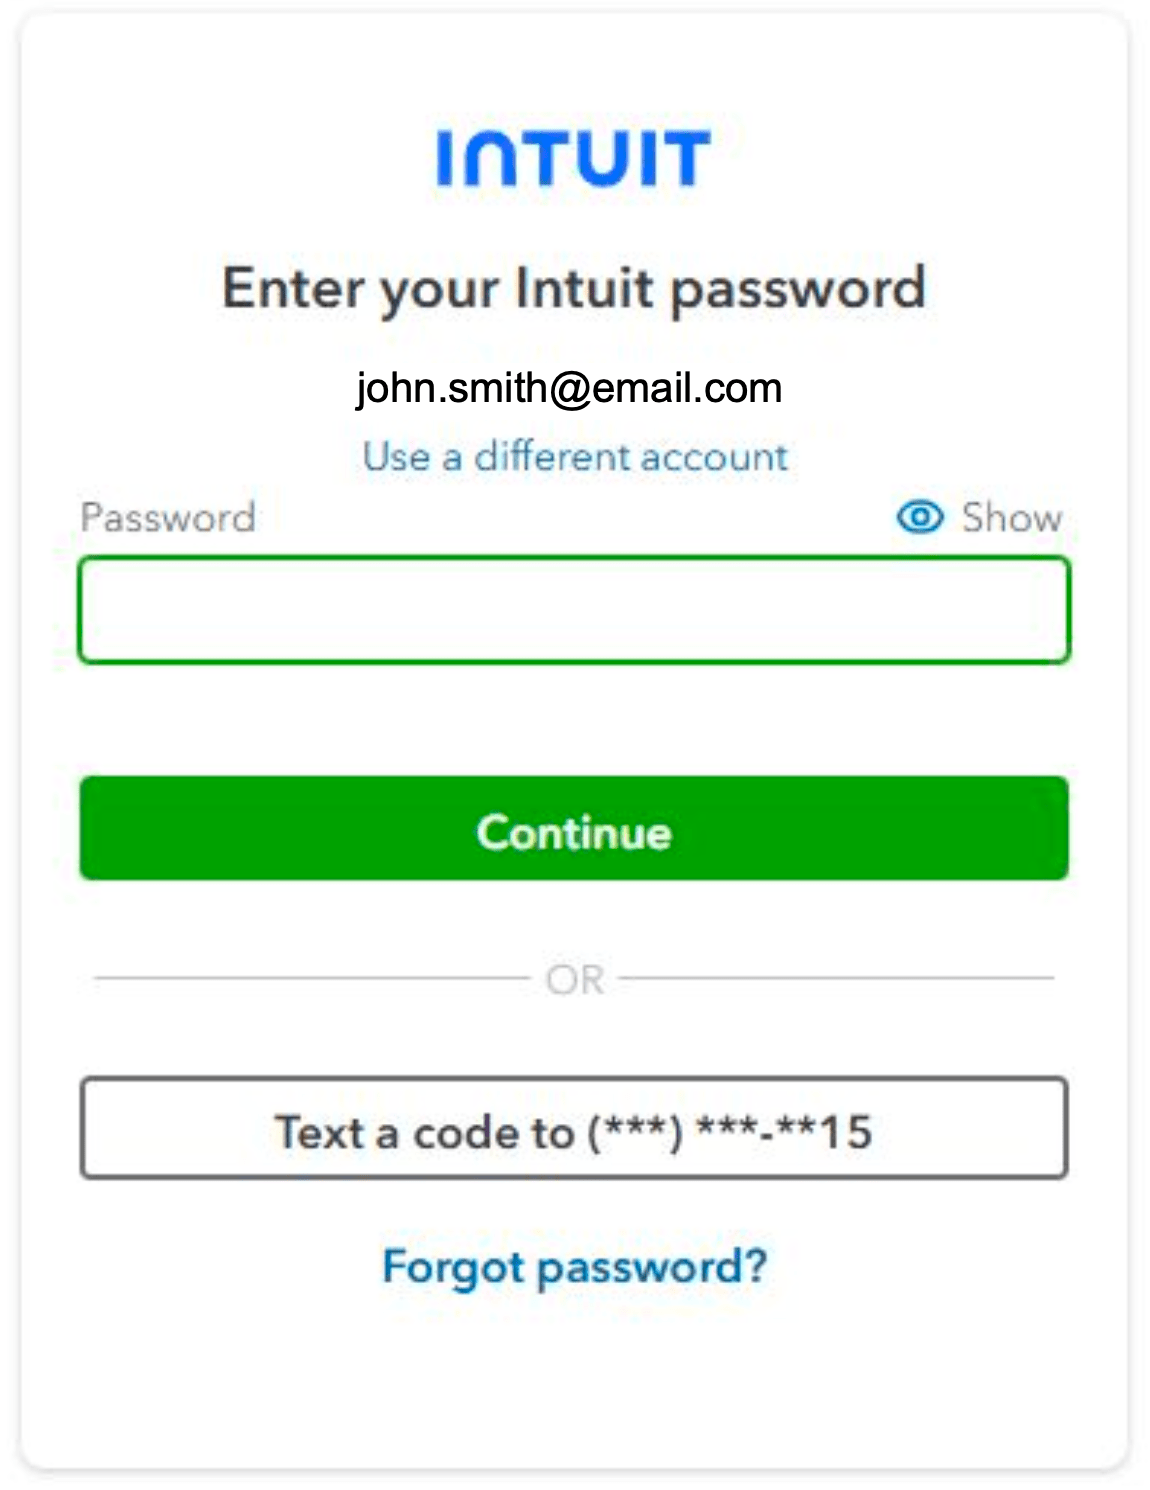 INTUIT
Enter your Intuit password
john.smith@email.com
Use a different account
Password Show
Continue
OR
Text a code to (***) ***-**15
Forgot password?